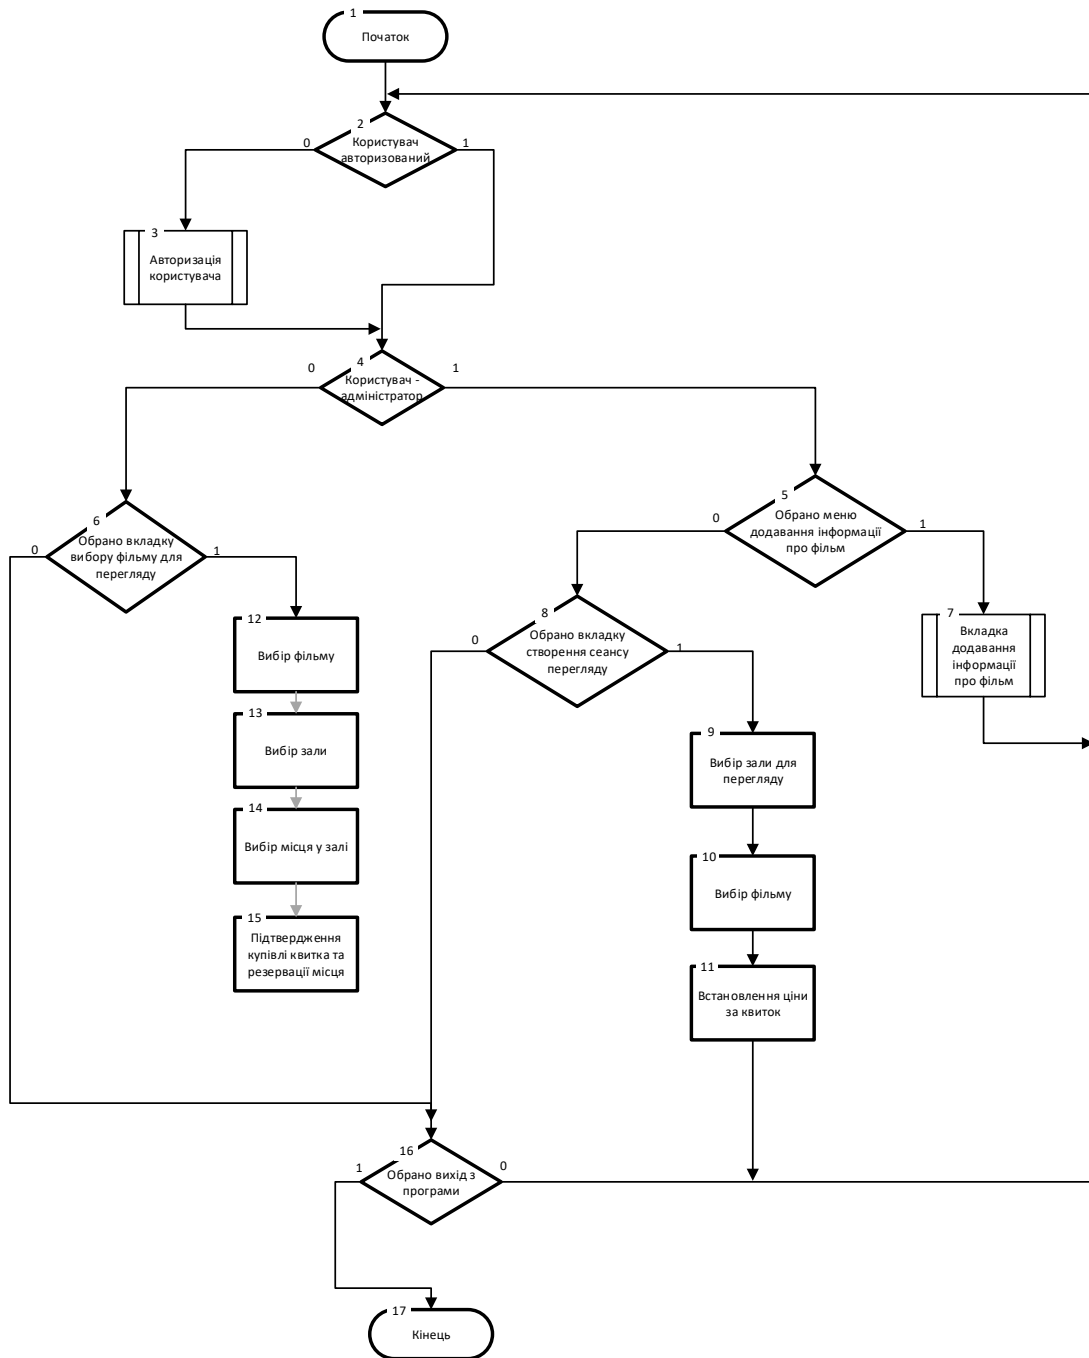 1
Початок
2
Користувач
авторизований
0
1
3
Авторизація
користувача
4
Користувач -
адміністратор
0
1
5
Обрано меню
додавання інформації
про фільм
0
1
6
Обрано вкладку
вибору фільму для
перегляду
0
1
7
Вкладка
додавання
інформації
про фільм
8
Обрано вкладку
створення сеансу
перегляду
0
1
12
Вибір фільму
13
Вибір зали
9
Вибір зали для
перегляду
14
Вибір місця у залі
10
Вибір фільму
15
Підтвердження
купівлі квитка та
резервації місця
11
Встановлення ціни
за квиток
16
Обрано вихід з
програми
1
0
17
Кінець